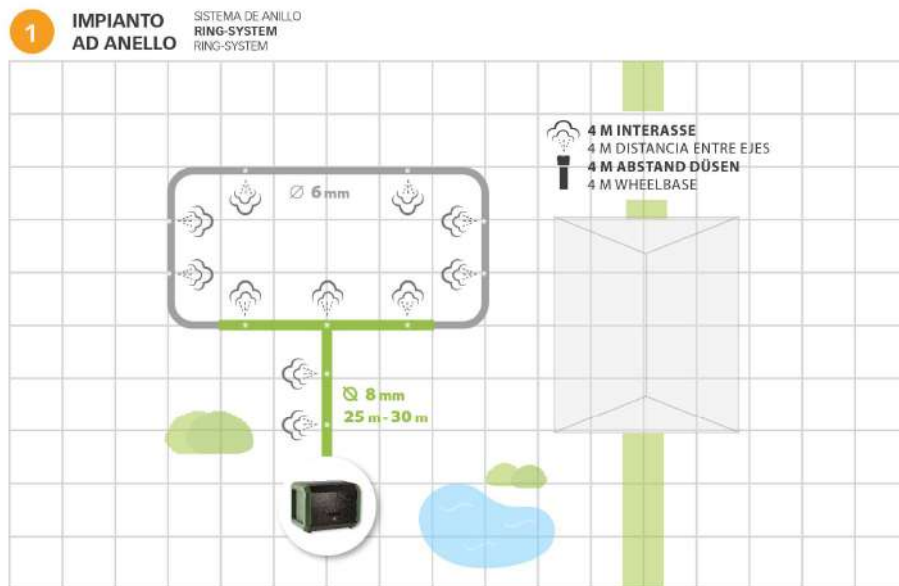 1
IMPIANTO
AD ANELLO
SISTEMA DE ANILLO
RING-SYSTEM
RING-SYSTEM
4 M INTERASSE
4 M DISTANCIA ENTRE EJES
4 M ABSTAND DÜSEN
4 M WHEELBASE
Ø 6 mm
Ø 8 mm
25 m - 30 m